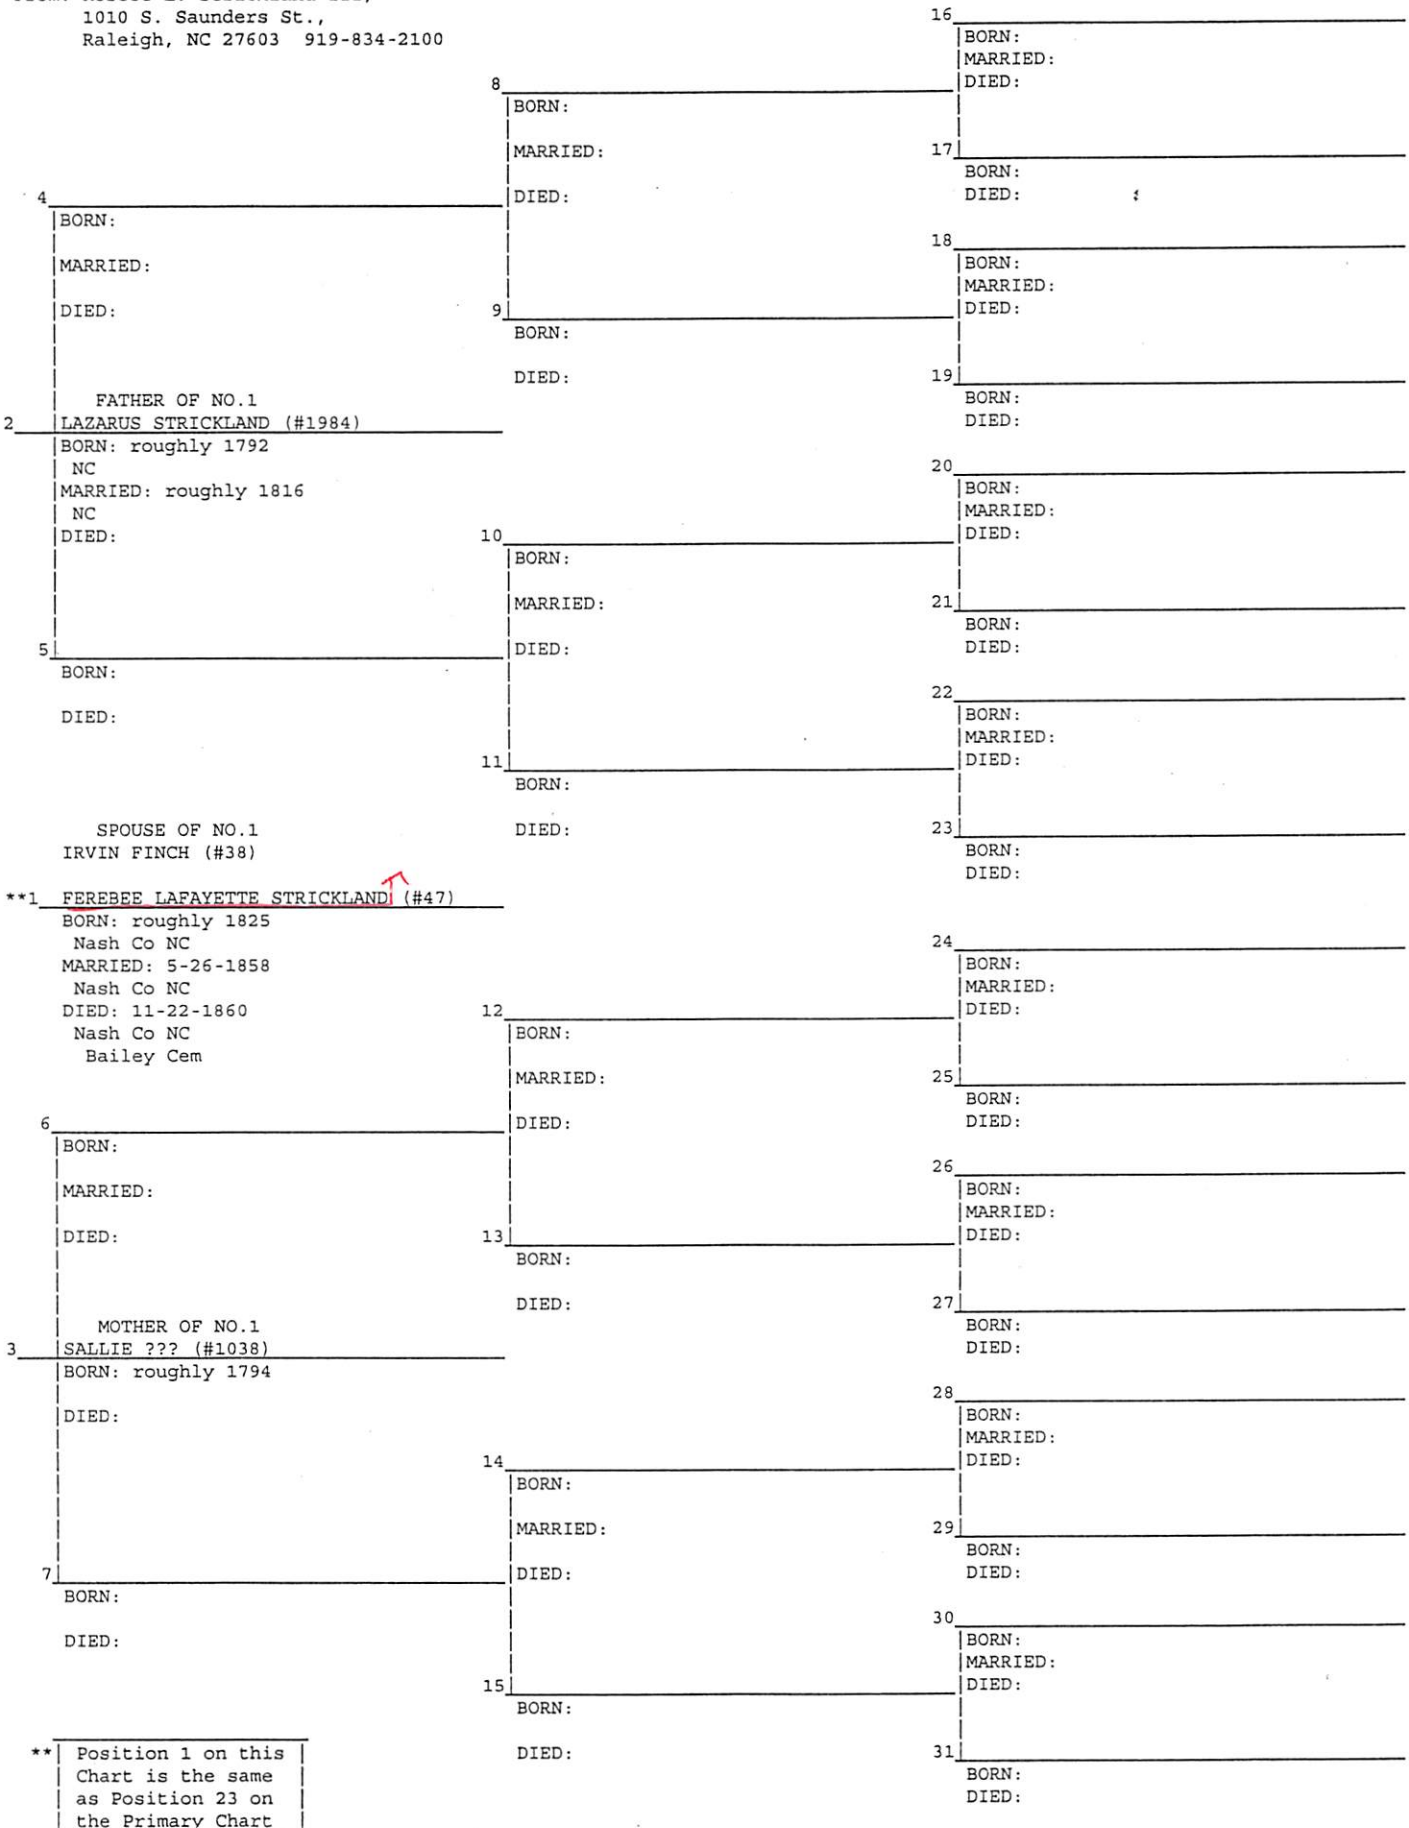 1010 S. Saunders St.,
Raleigh, NC 27603 919-834-2100
16
BORN:
MARRIED:
DIED:
8
BORN:
MARRIED:
DIED:
17
BORN:
DIED:
4
BORN:
MARRIED:
DIED:
18
BORN:
MARRIED:
DIED:
9
BORN:
DIED:
19
BORN:
DIED:
FATHER OF NO.1
2 LAZARUS STRICKLAND (#1984)
BORN: roughly 1792
NC
MARRIED: roughly 1816
NC
DIED:
20
BORN:
MARRIED:
DIED:
10
BORN:
MARRIED:
DIED:
21
BORN:
DIED:
5
BORN:
DIED:
22
BORN:
MARRIED:
DIED:
11
BORN:
DIED:
23
BORN:
DIED:
SPOUSE OF NO.1
IRVIN FINCH (#38)
**1 FEREBEE LAFAYETTE STRICKLAND (#47)
BORN: roughly 1825
Nash Co NC
MARRIED: 5-26-1858
Nash Co NC
DIED: 11-22-1860
Nash Co NC
Bailey Cem
24
BORN:
MARRIED:
DIED:
12
BORN:
MARRIED:
DIED:
25
BORN:
DIED:
6
BORN:
MARRIED:
DIED:
26
BORN:
MARRIED:
DIED:
13
BORN:
DIED:
27
BORN:
DIED:
MOTHER OF NO.1
3 SALLIE ??? (#1038)
BORN: roughly 1794
DIED:
28
BORN:
MARRIED:
DIED:
14
BORN:
MARRIED:
DIED:
29
BORN:
DIED:
7
BORN:
DIED:
30
BORN:
MARRIED:
DIED:
15
BORN:
DIED:
31
BORN:
DIED:
** Position 1 on this
Chart is the same
as Position 23 on
the Primary Chart